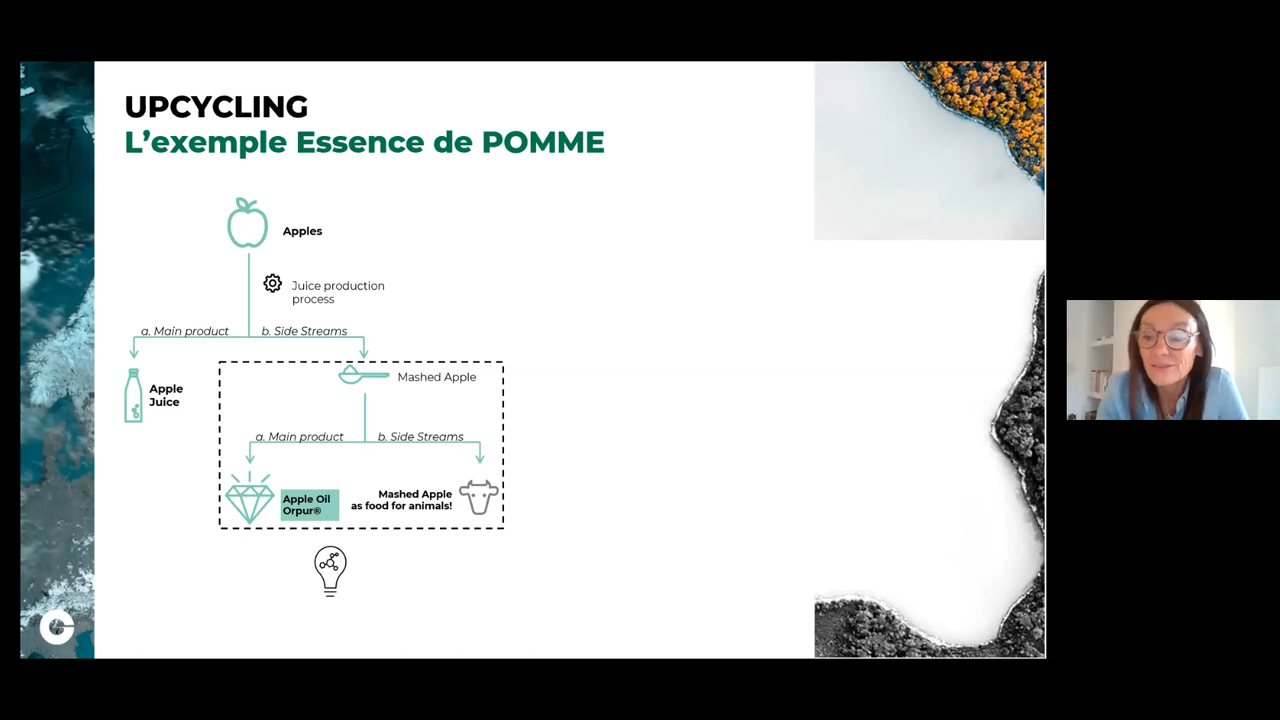 UPCYCLING
L’exemple Essence de POMME
Apples
Juice production
process
a. Main product
b. Side Streams
Apple
Juice
Mashed Apple
a. Main product
b. Side Streams
Apple Oil
Orpur®
Mashed Apple
as food for animals!